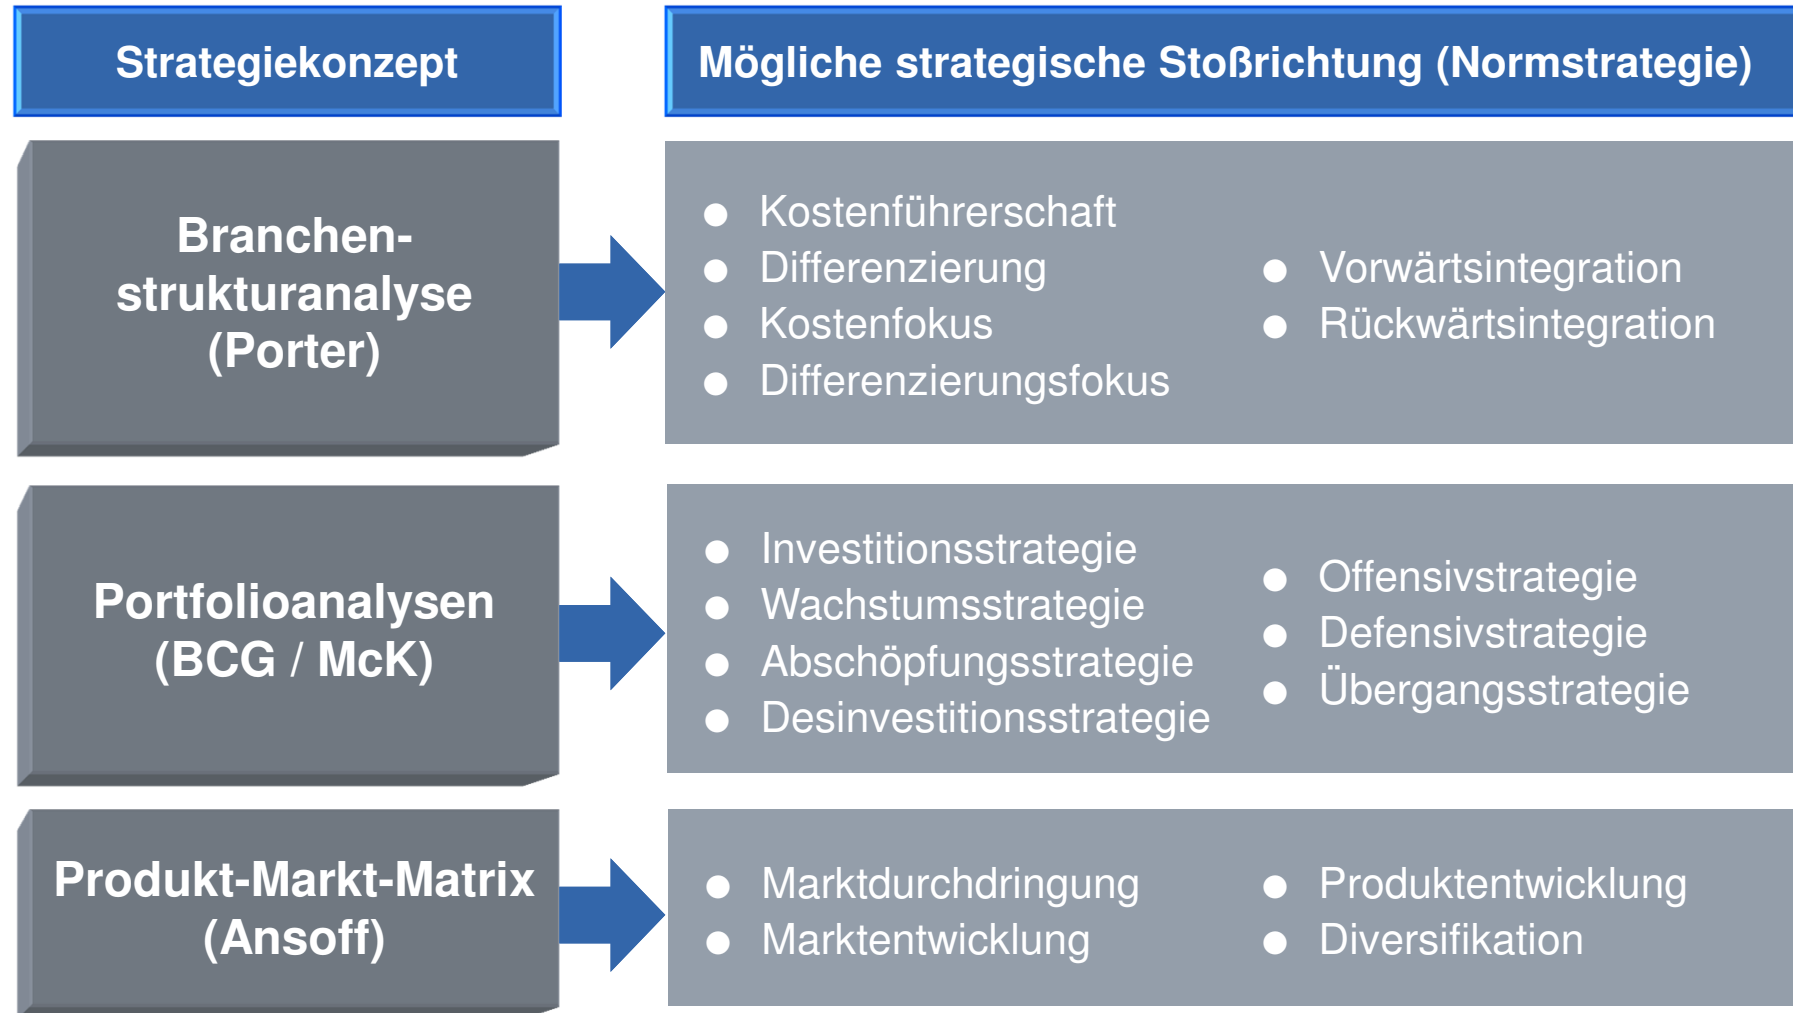 Strategiekonzept
Mögliche strategische Stoßrichtung (Normstrategie)
Branchen-
strukturanalyse
(Porter)
● Kostenführerschaft
● Differenzierung
● Kostenfokus
● Differenzierungsfokus
● Vorwärtsintegration
● Rückwärtsintegration
Portfolioanalysen
(BCG / McK)
● Investitionsstrategie
● Wachstumsstrategie
● Abschöpfungsstrategie
● Desinvestitionsstrategie
● Offensivstrategie
● Defensivstrategie
● Übergangsstrategie
Produkt-Markt-Matrix
(Ansoff)
● Marktdurchdringung
● Marktentwicklung
● Produktentwicklung
● Diversifikation